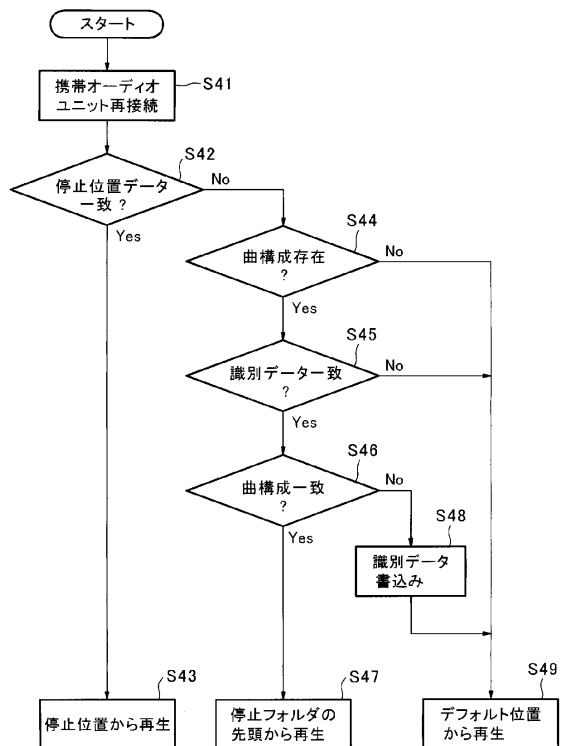 スタート
携帯オーディオ
ユニット再接続
S41
停止位置データ
一致?
S42
No
Yes
曲構成存在
?
S44
No
Yes
識別データ一致
?
S45
No
Yes
曲構成一致
?
S46
No
Yes
識別データ
書込み
S48
停止位置から再生
S43
停止フォルダの
先頭から再生
S47
デフォルト位置
から再生
S49